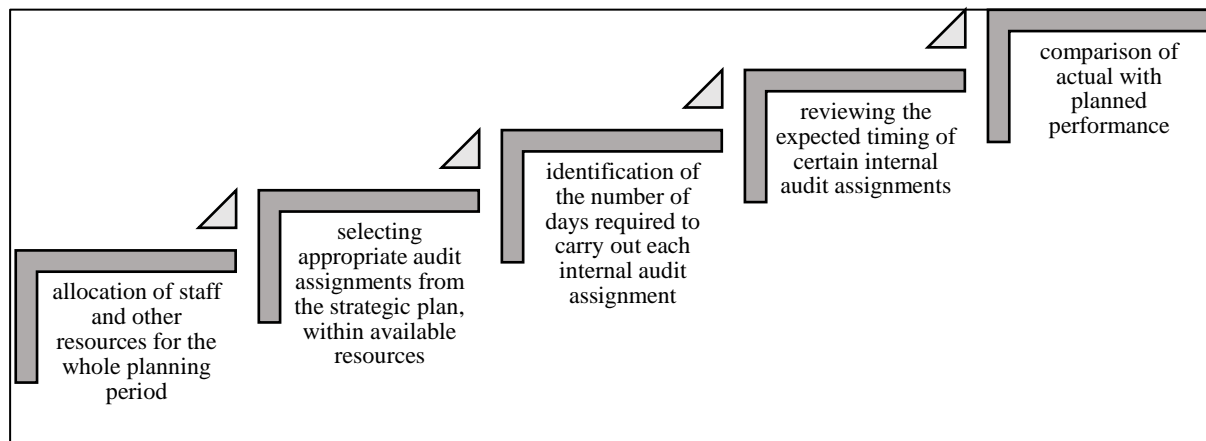 allocation of staff
and other
resources for the
whole planning
period
selecting
appropriate audit
assignments from
the strategic plan,
within available
resources
identification of
the number of
days required to
carry out each
internal audit
assignment
reviewing the
expected timing of
certain internal
audit assignments
comparison of
actual with
planned
performance